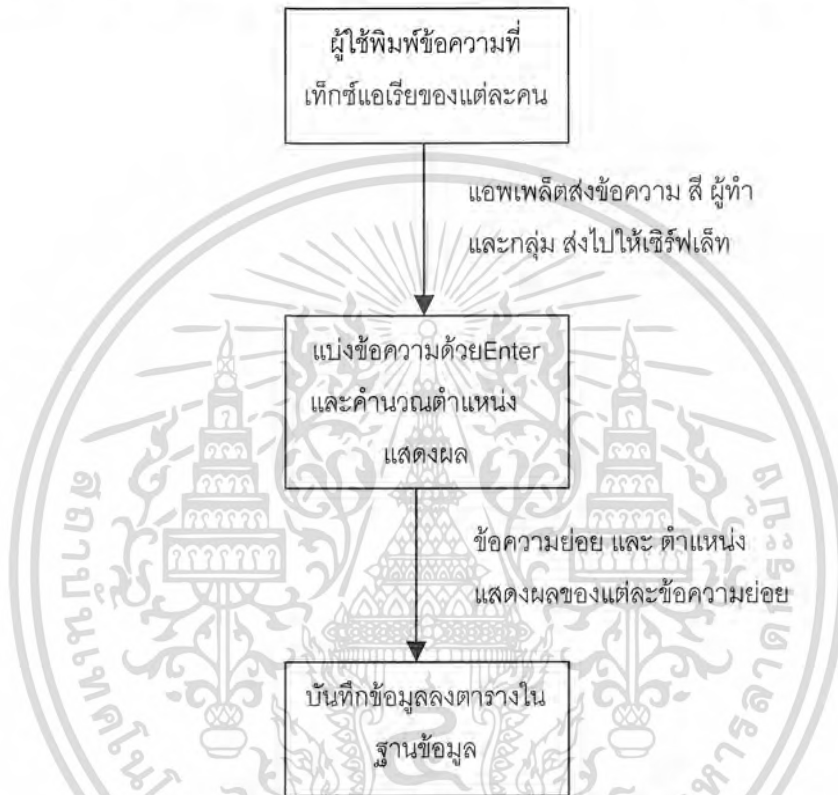 ผู้ใช้พิมพ์ข้อความที่
เท็กซ์แอเรียของแต่ละคน
แอพเพล็ตส่งข้อความ สี ผู้ทำ
และกลุ่ม ส่งไปให้เซิร์ฟเล็ท
แบ่งข้อความด้วยEnter
และคำนวณตำแหน่ง
แสดงผล
ข้อความย่อย และ ตำแหน่ง
แสดงผลของแต่ละข้อความย่อย
บันทึกข้อมูลลงตารางใน
ฐานข้อมูล